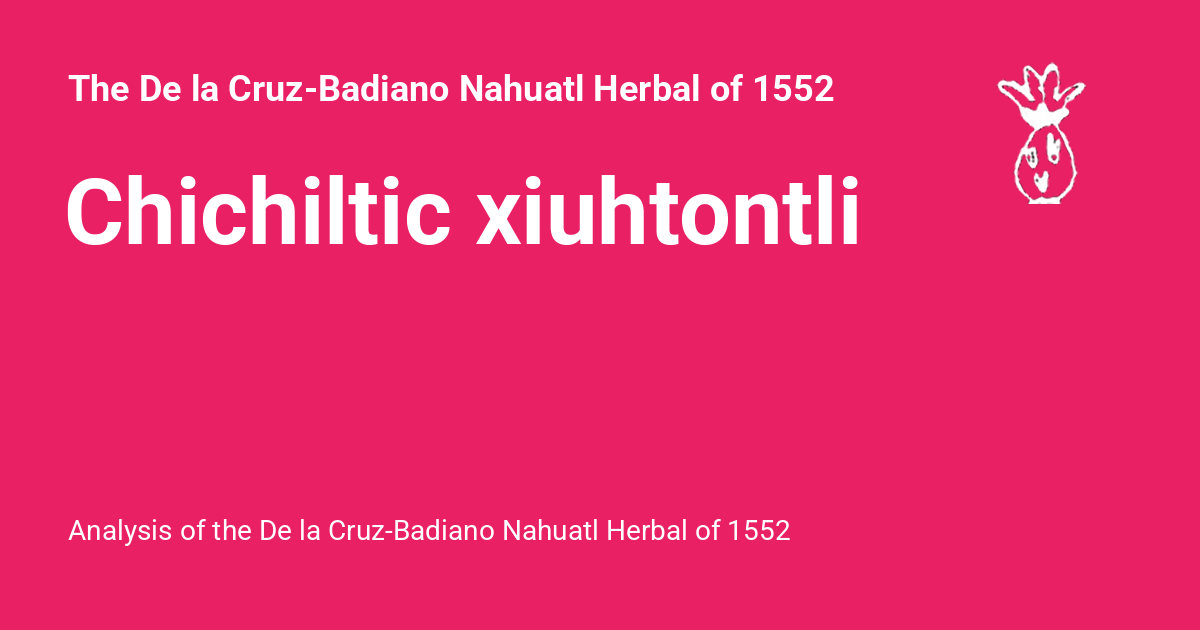 The De la Cruz-Badiano Nahuatl Herbal of 1552
Chichiltic xiuhtontli
Analysis of the De la Cruz-Badiano Nahuatl Herbal of 1552